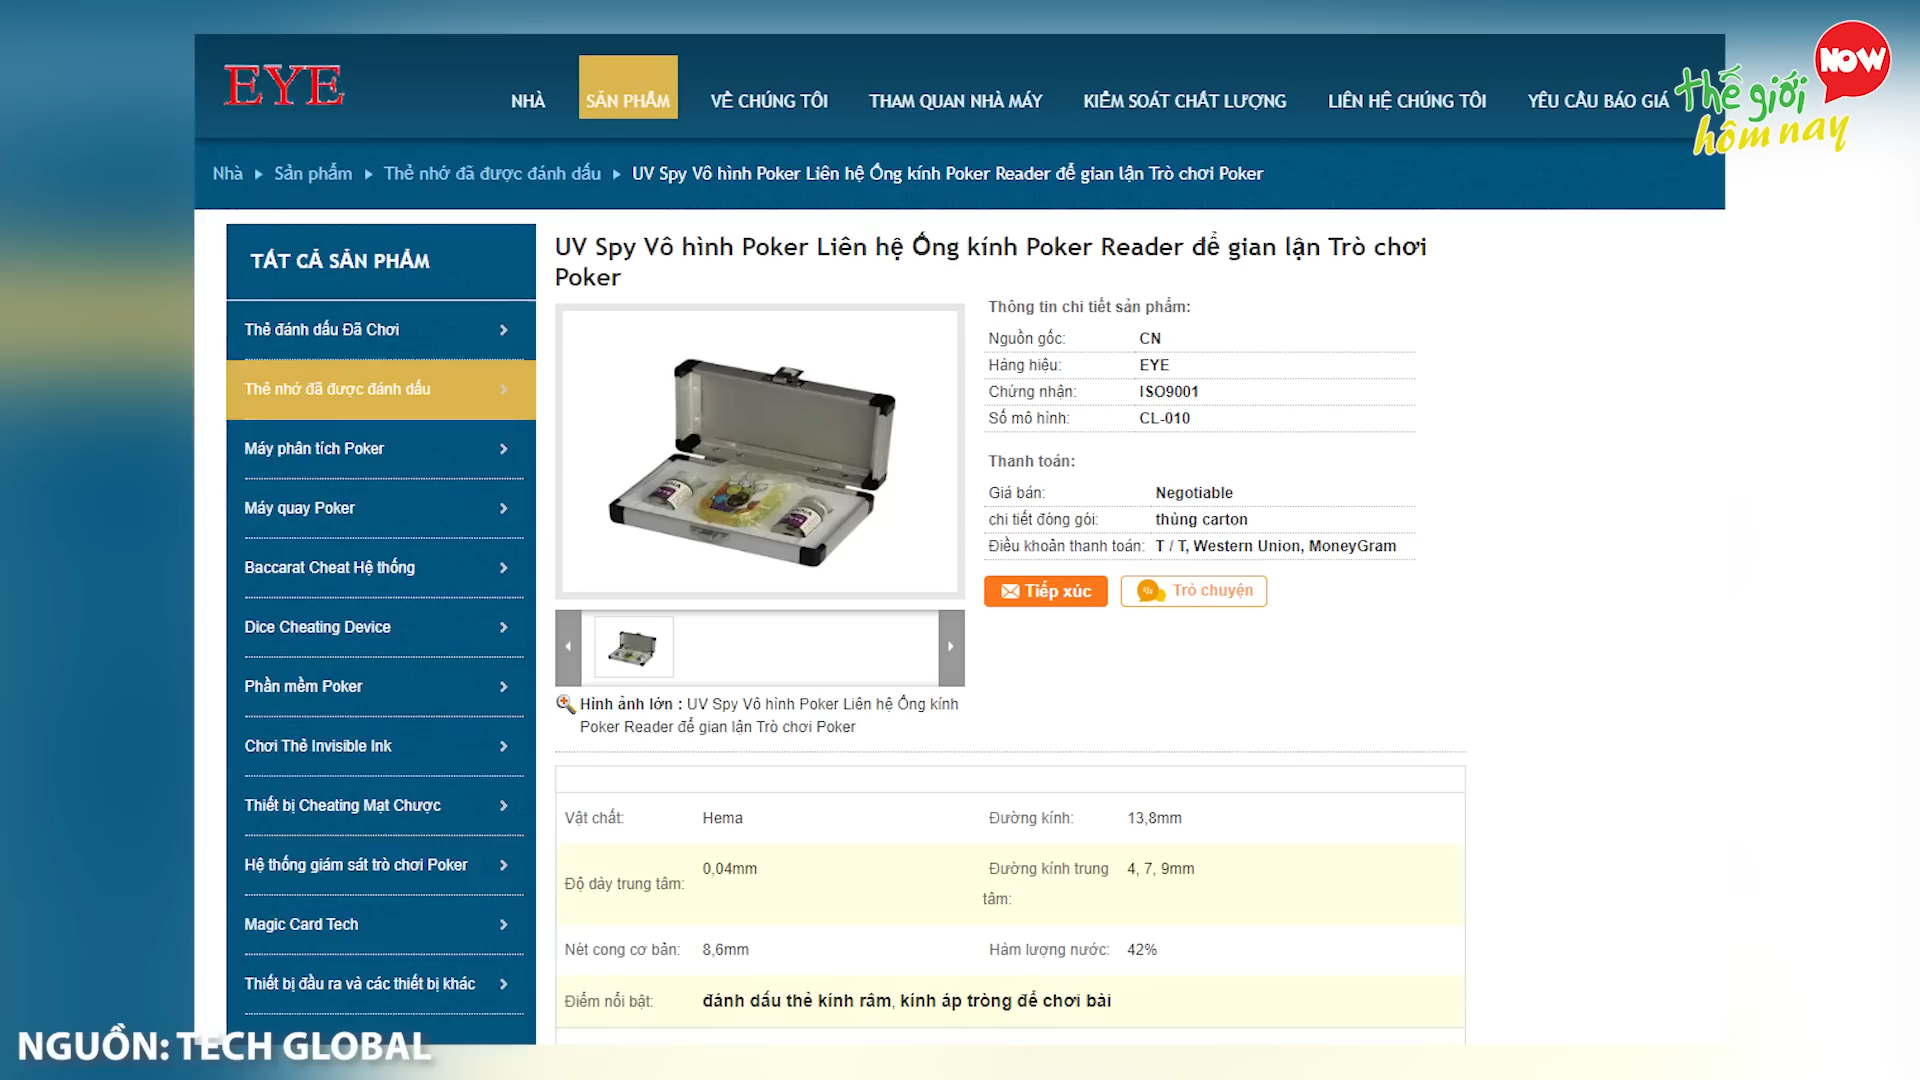 EYE
NHÀ
SẢN PHẨM
VỀ CHÚNG TÔI
THAM QUAN NHÀ MÁY
KIỂM SOÁT CHẤT LƯỢNG
LIÊN HỆ CHÚNG TÔI
YÊU CẦU BÁO GIÁ
thế giới
hôm nay
NOW
Nhà
Sản phẩm
Thẻ nhớ đã được đánh dấu
UV Spy Vô hình Poker Liên hệ Ống kính Poker Reader để gian lận Trò chơi Poker
TẤT CẢ SẢN PHẨM
Thẻ đánh dấu Đã Chơi
Thẻ nhớ đã được đánh dấu
Máy phân tích Poker
Máy quay Poker
Baccarat Cheat Hệ thống
Dice Cheating Device
Phần mềm Poker
Chơi Thẻ Invisible Ink
Thiết bị Cheating Mạt Chược
Hệ thống giám sát trò chơi Poker
Magic Card Tech
Thiết bị đầu ra và các thiết bị khác
UV Spy Vô hình Poker Liên hệ Ống kính Poker Reader để gian lận Trò chơi
Poker
Thông tin chi tiết sản phẩm:
Nguồn gốc: CN
Hàng hiệu: EYE
Chứng nhận: ISO9001
Số mô hình: CL-010
Thanh toán:
Giá bán: Negotiable
chi tiết đóng gói: thùng carton
Điều khoản thanh toán: T / T, Western Union, MoneyGram
Tiếp xúc
Trò chuyện
Hình ảnh lớn : UV Spy Vô hình Poker Liên hệ Ống kính
Poker Reader để gian lận Trò chơi Poker
Vật chất: Hema Đường kính: 13,8mm
Độ dày trung tâm: 0,04mm Đường kính trung
tâm: 4, 7, 9mm
Nét cong cơ bản: 8,6mm Hàm lượng nước: 42%
Điểm nổi bật: đánh dấu thẻ kính râm, kính áp tròng để chơi bài
NGUỒN: TECH GLOBAL